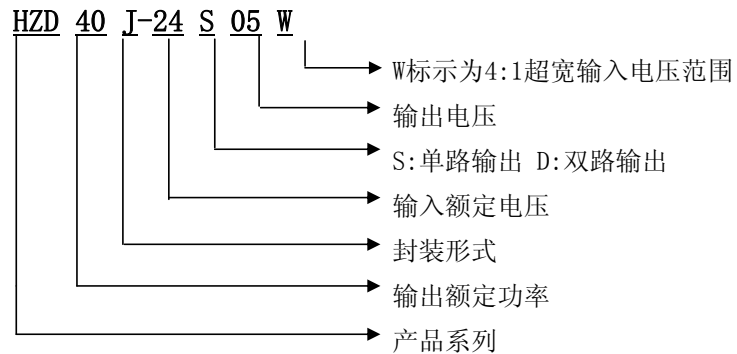 HZD 40 J-24 S 05 W
W标示为4:1超宽输入电压范围
输出电压
S:单路输出 D:双路输出
输入额定电压
封装形式
输出额定功率
产品系列